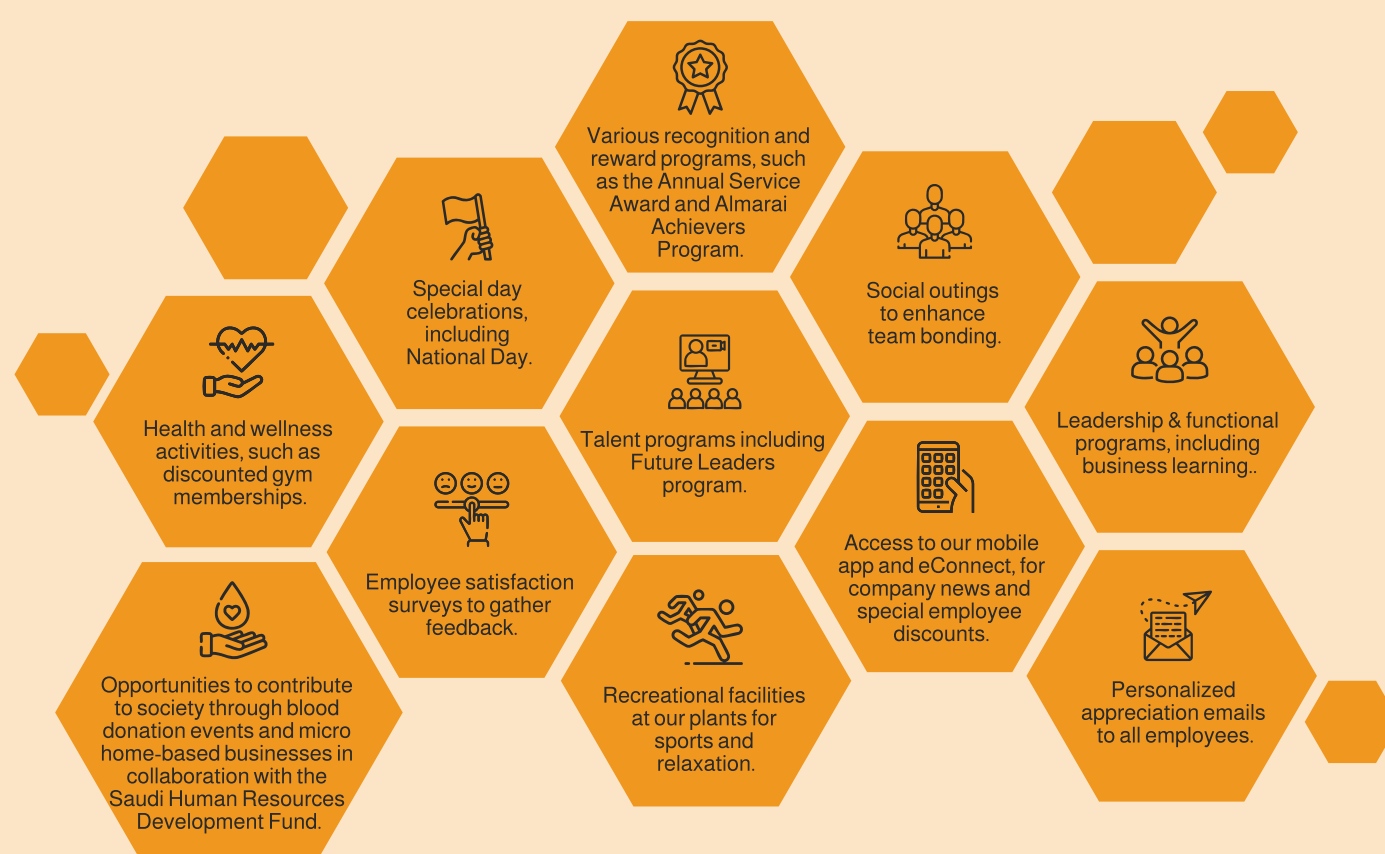 Various recognition and
reward programs, such
as the Annual Service
Award and Almarai
Achievers
Program.
Special day
celebrations,
including
National Day.
Social outings
to enhance
team bonding.
Health and wellness
activities, such as
discounted gym
memberships.
Talent programs including
Future Leaders
program.
Leadership & functional
programs, including
business learning..
Employee satisfaction
surveys to gather
feedback.
Access to our mobile
app and eConnect, for
company news and
special employee
discounts.
Opportunities to contribute
to society through blood
donation events and micro
home-based businesses in
collaboration with the
Saudi Human Resources
Development Fund.
Recreational facilities
at our plants for
sports and
relaxation.
Personalized
appreciation emails
to all employees.